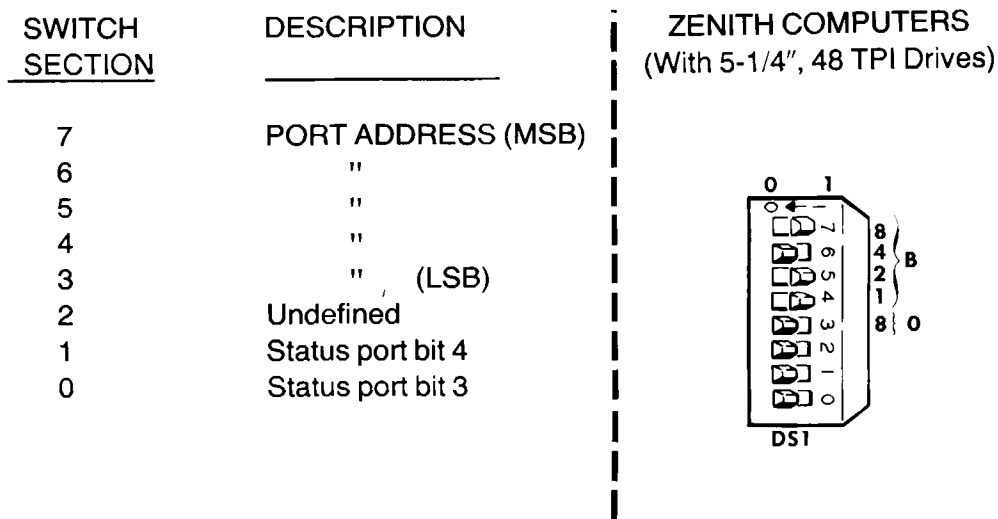 SWITCH SECTION DESCRIPTION
7 PORT ADDRESS (MSB)
6 "
5 "
4 "
3 " (LSB)
2 Undefined
1 Status port bit 4
0 Status port bit 3
ZENITH COMPUTERS
(With 5-1/4", 48 TPI Drives)
0 1
7 8
6 4 B
5 2
4 1
3 8 0
2
1
0
DS1